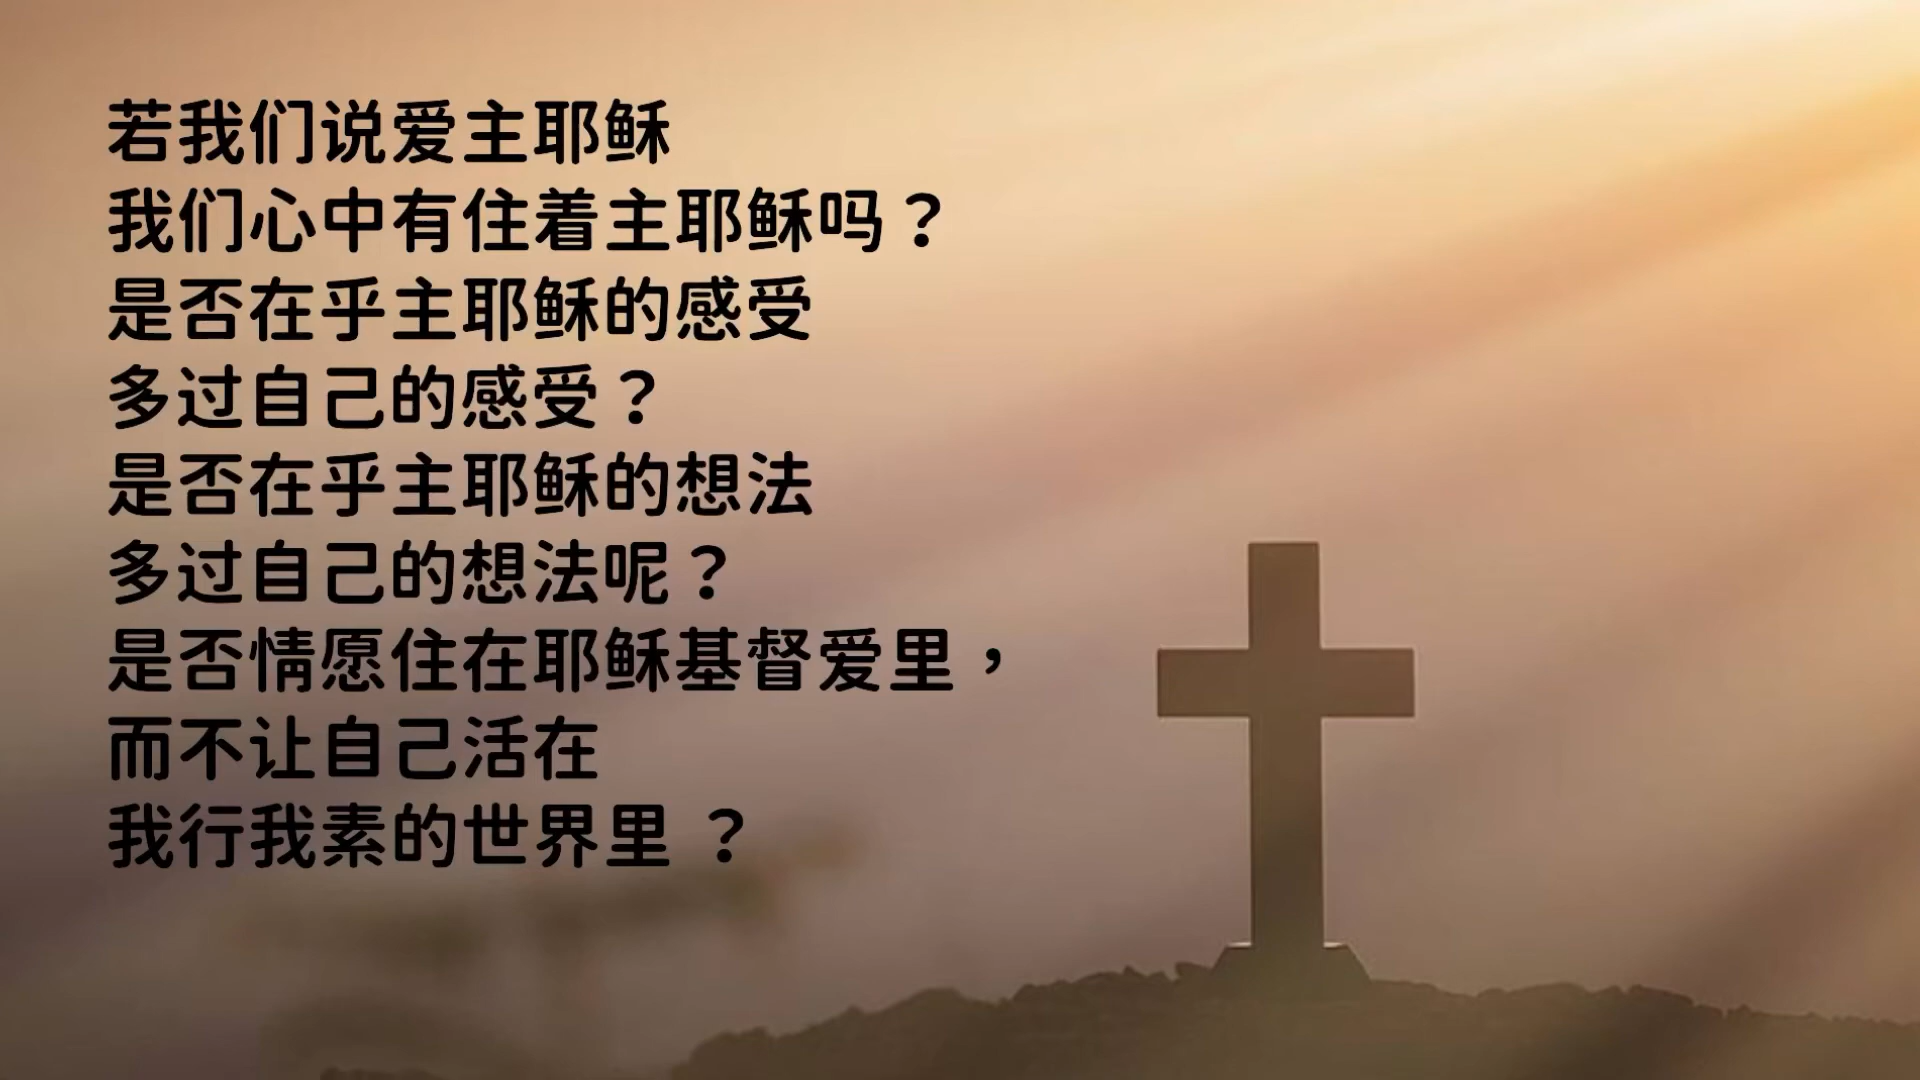 若我们说爱主耶稣
我们心中有住着主耶稣吗？
是否在乎主耶稣的感受
多过自己的感受？
是否在乎主耶稣的想法
多过自己的想法呢？
是否情愿住在耶稣基督爱里，
而不让自己活在
我行我素的世界里 ？